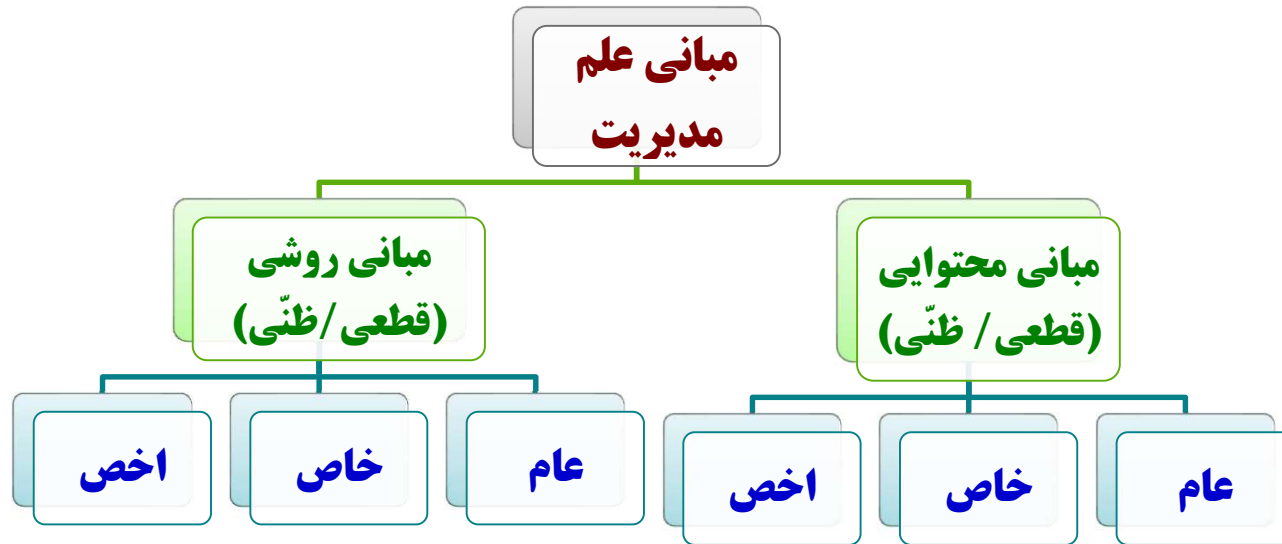 مبانی علم
مدیریت
مبانی محتوایی
(قطعی/ ظنّی)
مبانی روشی
(قطعی/ظنّی)
عام
خاص
اخص
عام
خاص
اخص